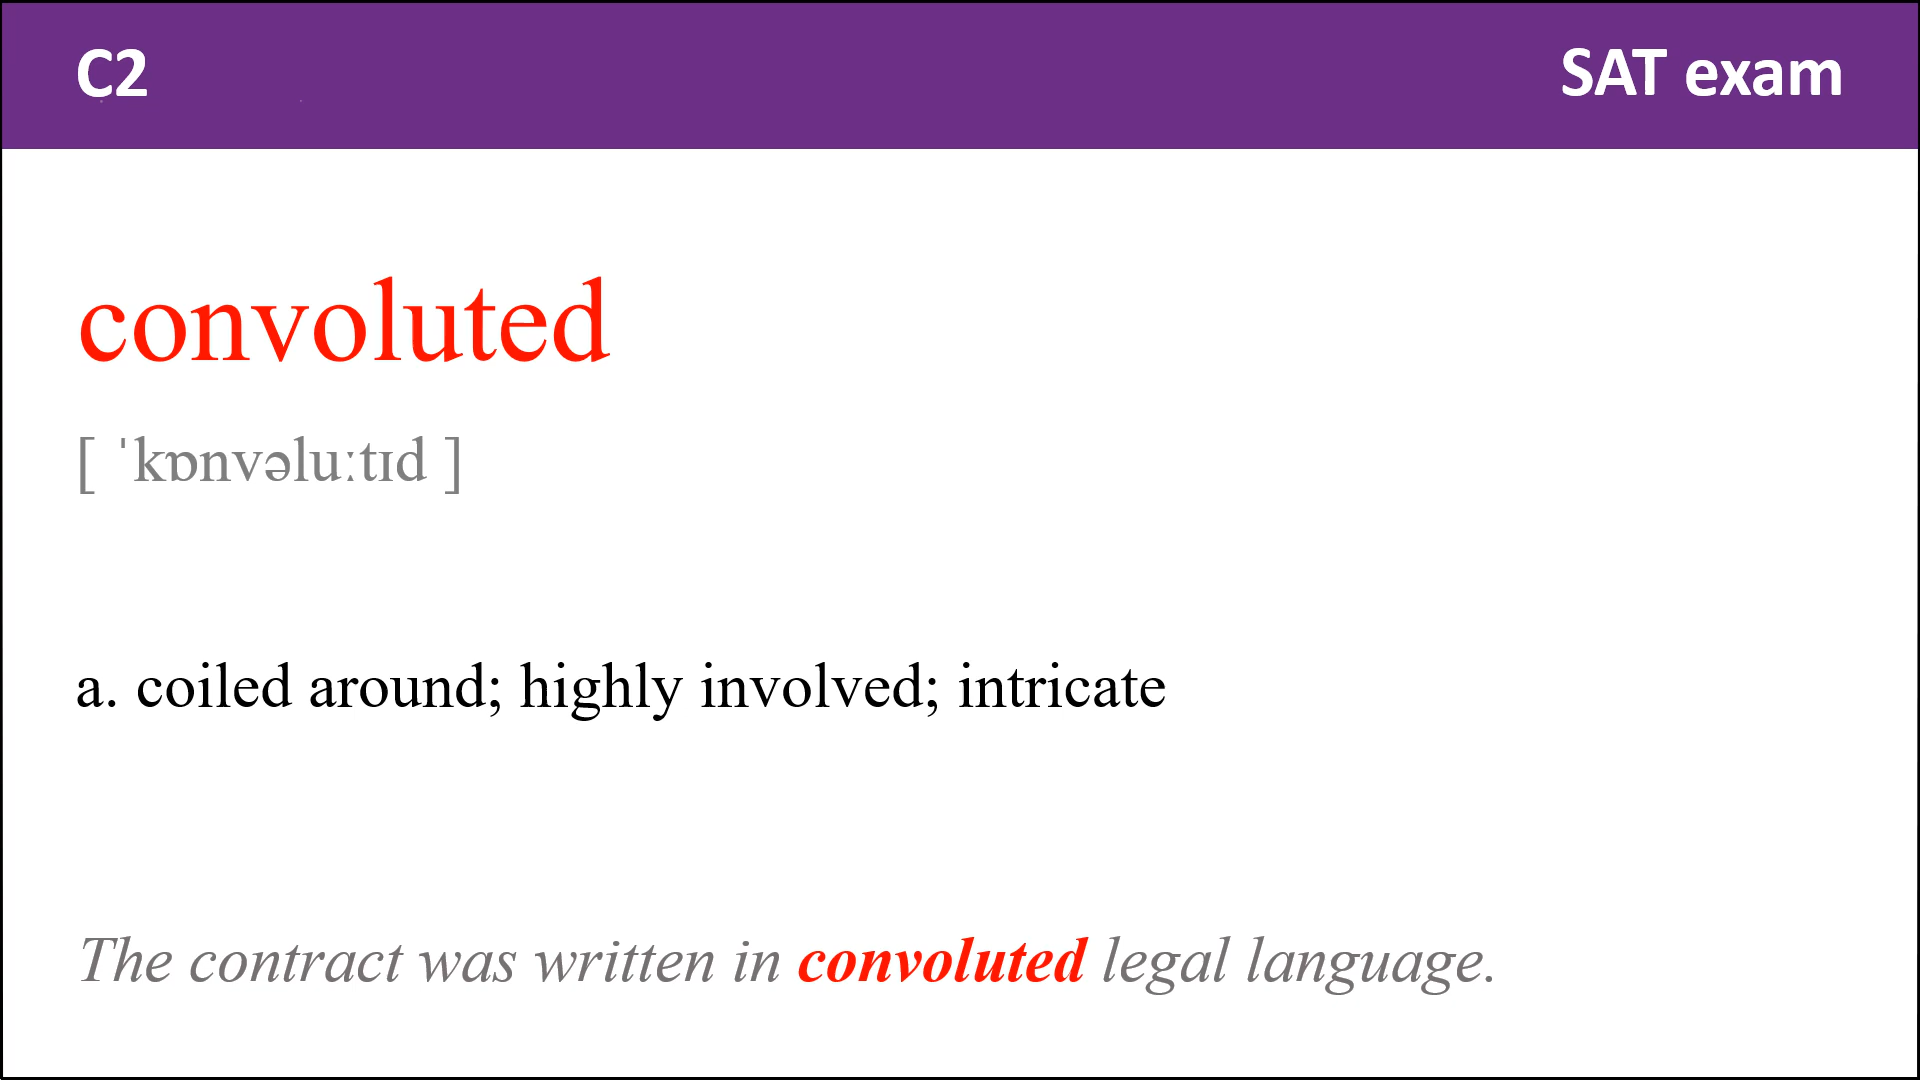 C2 SAT exam
convoluted
[ ˈkɒnvəluːtɪd ]
a. coiled around; highly involved; intricate
The contract was written in convoluted legal language.